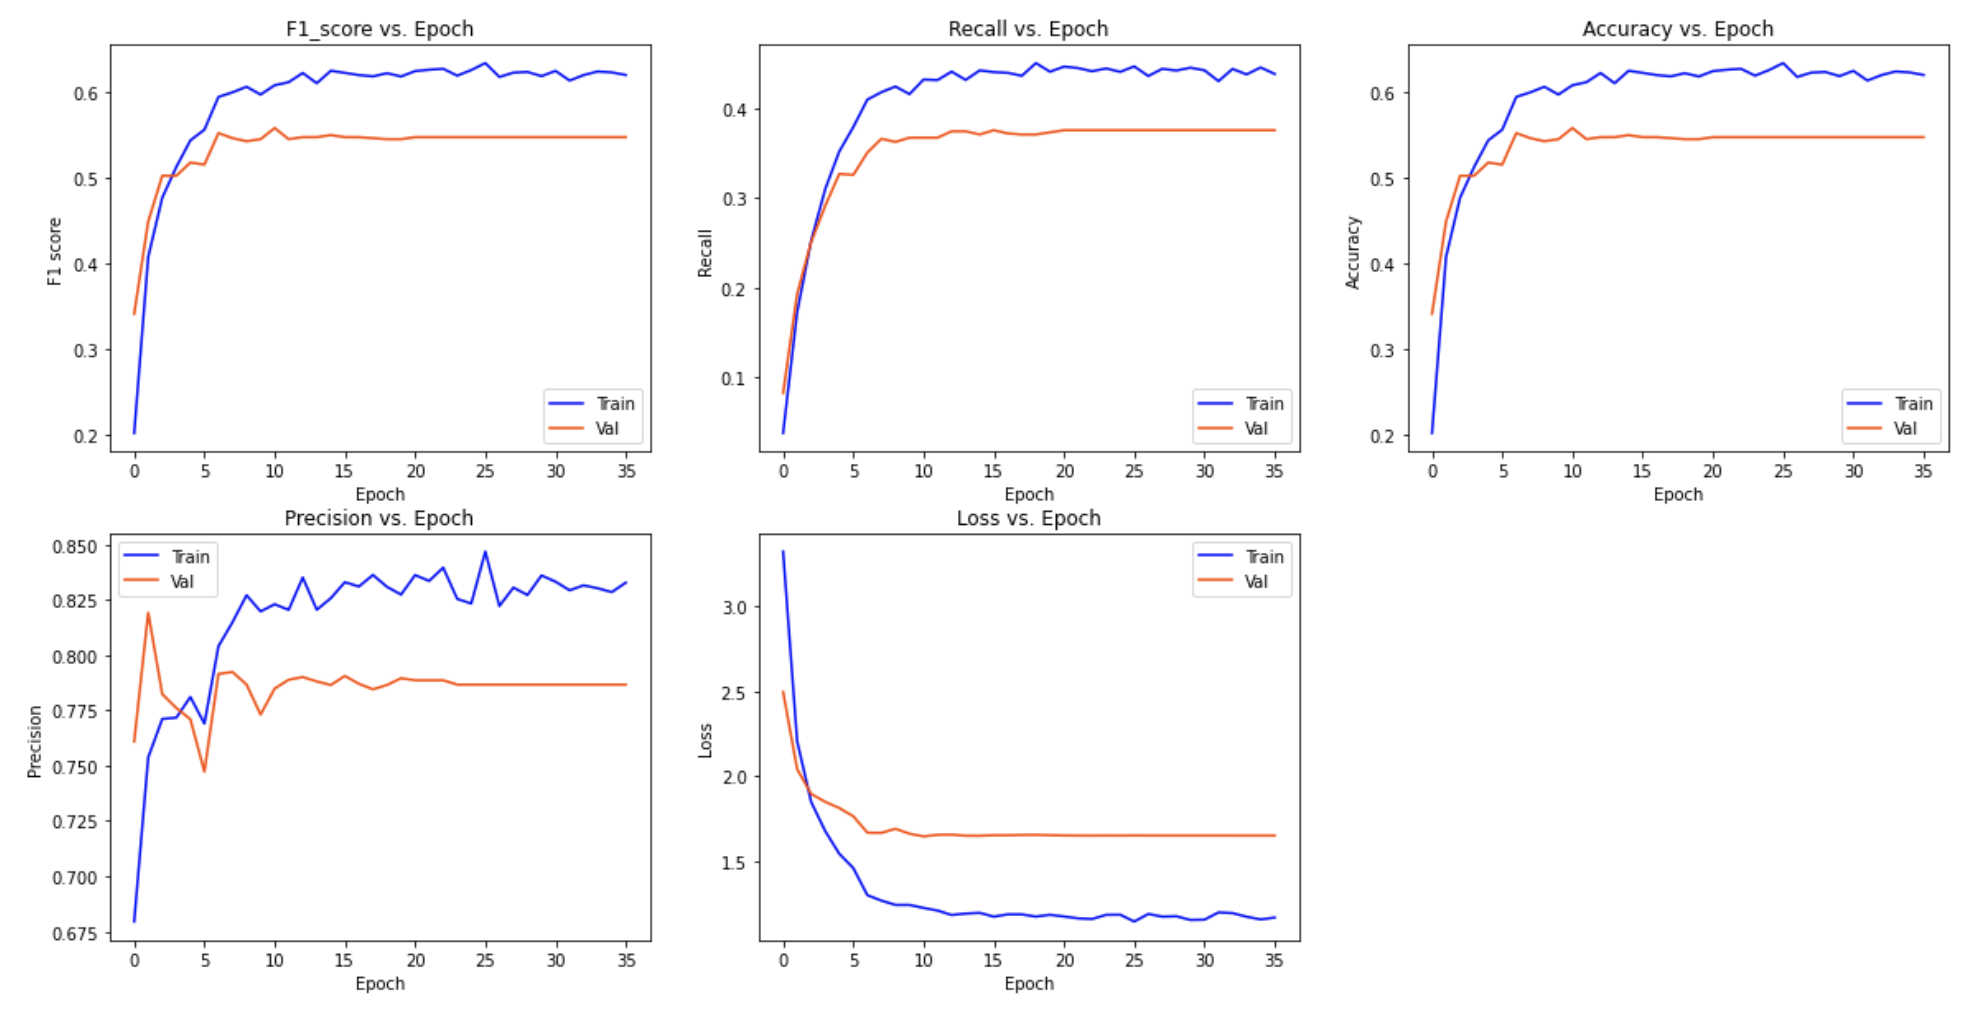 F1_score vs. Epoch
F1 score
0.6
0.5
0.4
0.3
0.2
0 5 10 15 20 25 30 35
Epoch
Train
Val
Recall vs. Epoch
Recall
0.4
0.3
0.2
0.1
0 5 10 15 20 25 30 35
Epoch
Train
Val
Accuracy vs. Epoch
Accuracy
0.6
0.5
0.4
0.3
0.2
0 5 10 15 20 25 30 35
Epoch
Train
Val
Precision vs. Epoch
Precision
0.850
0.825
0.800
0.775
0.750
0.725
0.700
0.675
0 5 10 15 20 25 30 35
Epoch
Train
Val
Loss vs. Epoch
Loss
3.0
2.5
2.0
1.5
0 5 10 15 20 25 30 35
Epoch
Train
Val